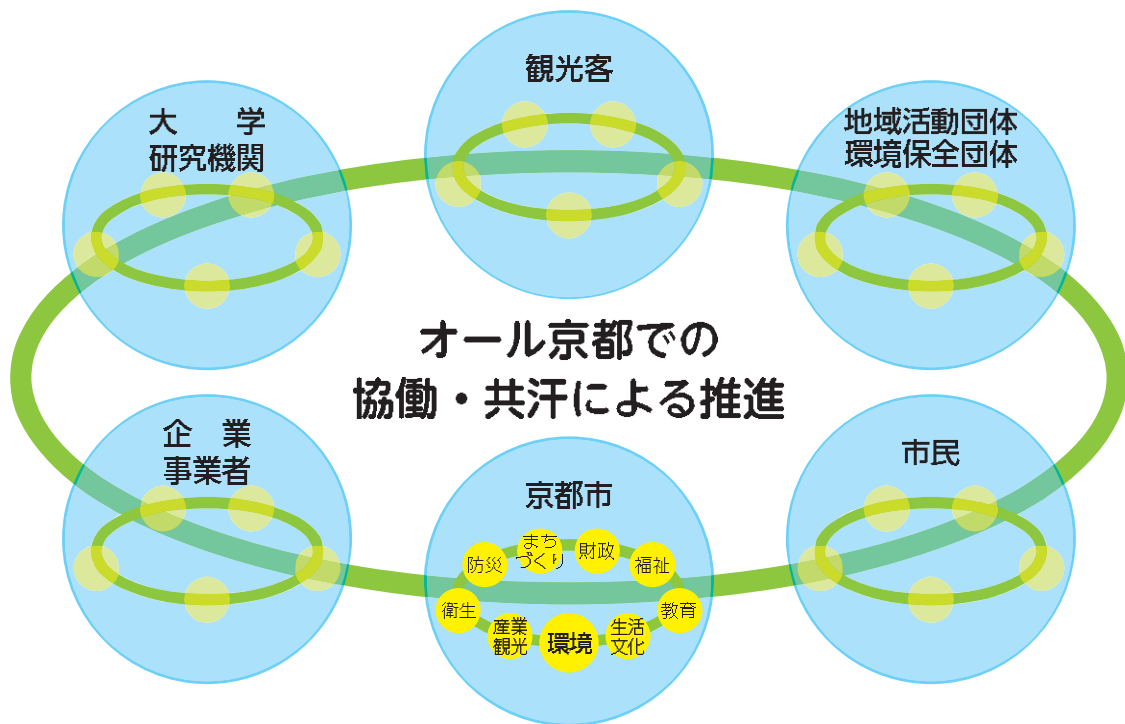 観光客
大　学
研究機関
地域活動団体
環境保全団体
オール京都での
協働・共汗による推進
企　業
事業者
京都市
市民
まち
づくり
財政
防災
福祉
衛生
教育
産業
観光
環境
生活
文化